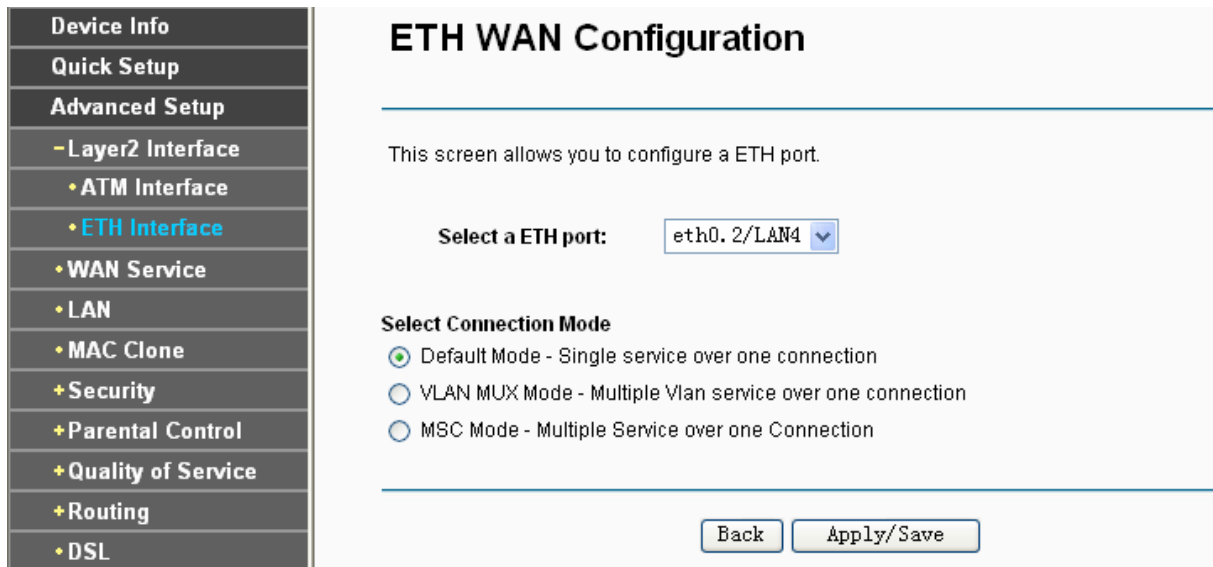 Device Info
Quick Setup
Advanced Setup
-Layer2 Interface
•ATM Interface
•ETH Interface
•WAN Service
•LAN
•MAC Clone
+Security
+Parental Control
+Quality of Service
+Routing
•DSL
ETH WAN Configuration
This screen allows you to configure a ETH port.
Select a ETH port: eth0.2/LAN4
Select Connection Mode
Default Mode - Single service over one connection
VLAN MUX Mode - Multiple Vlan service over one connection
MSC Mode - Multiple Service over one Connection
Back Apply/Save